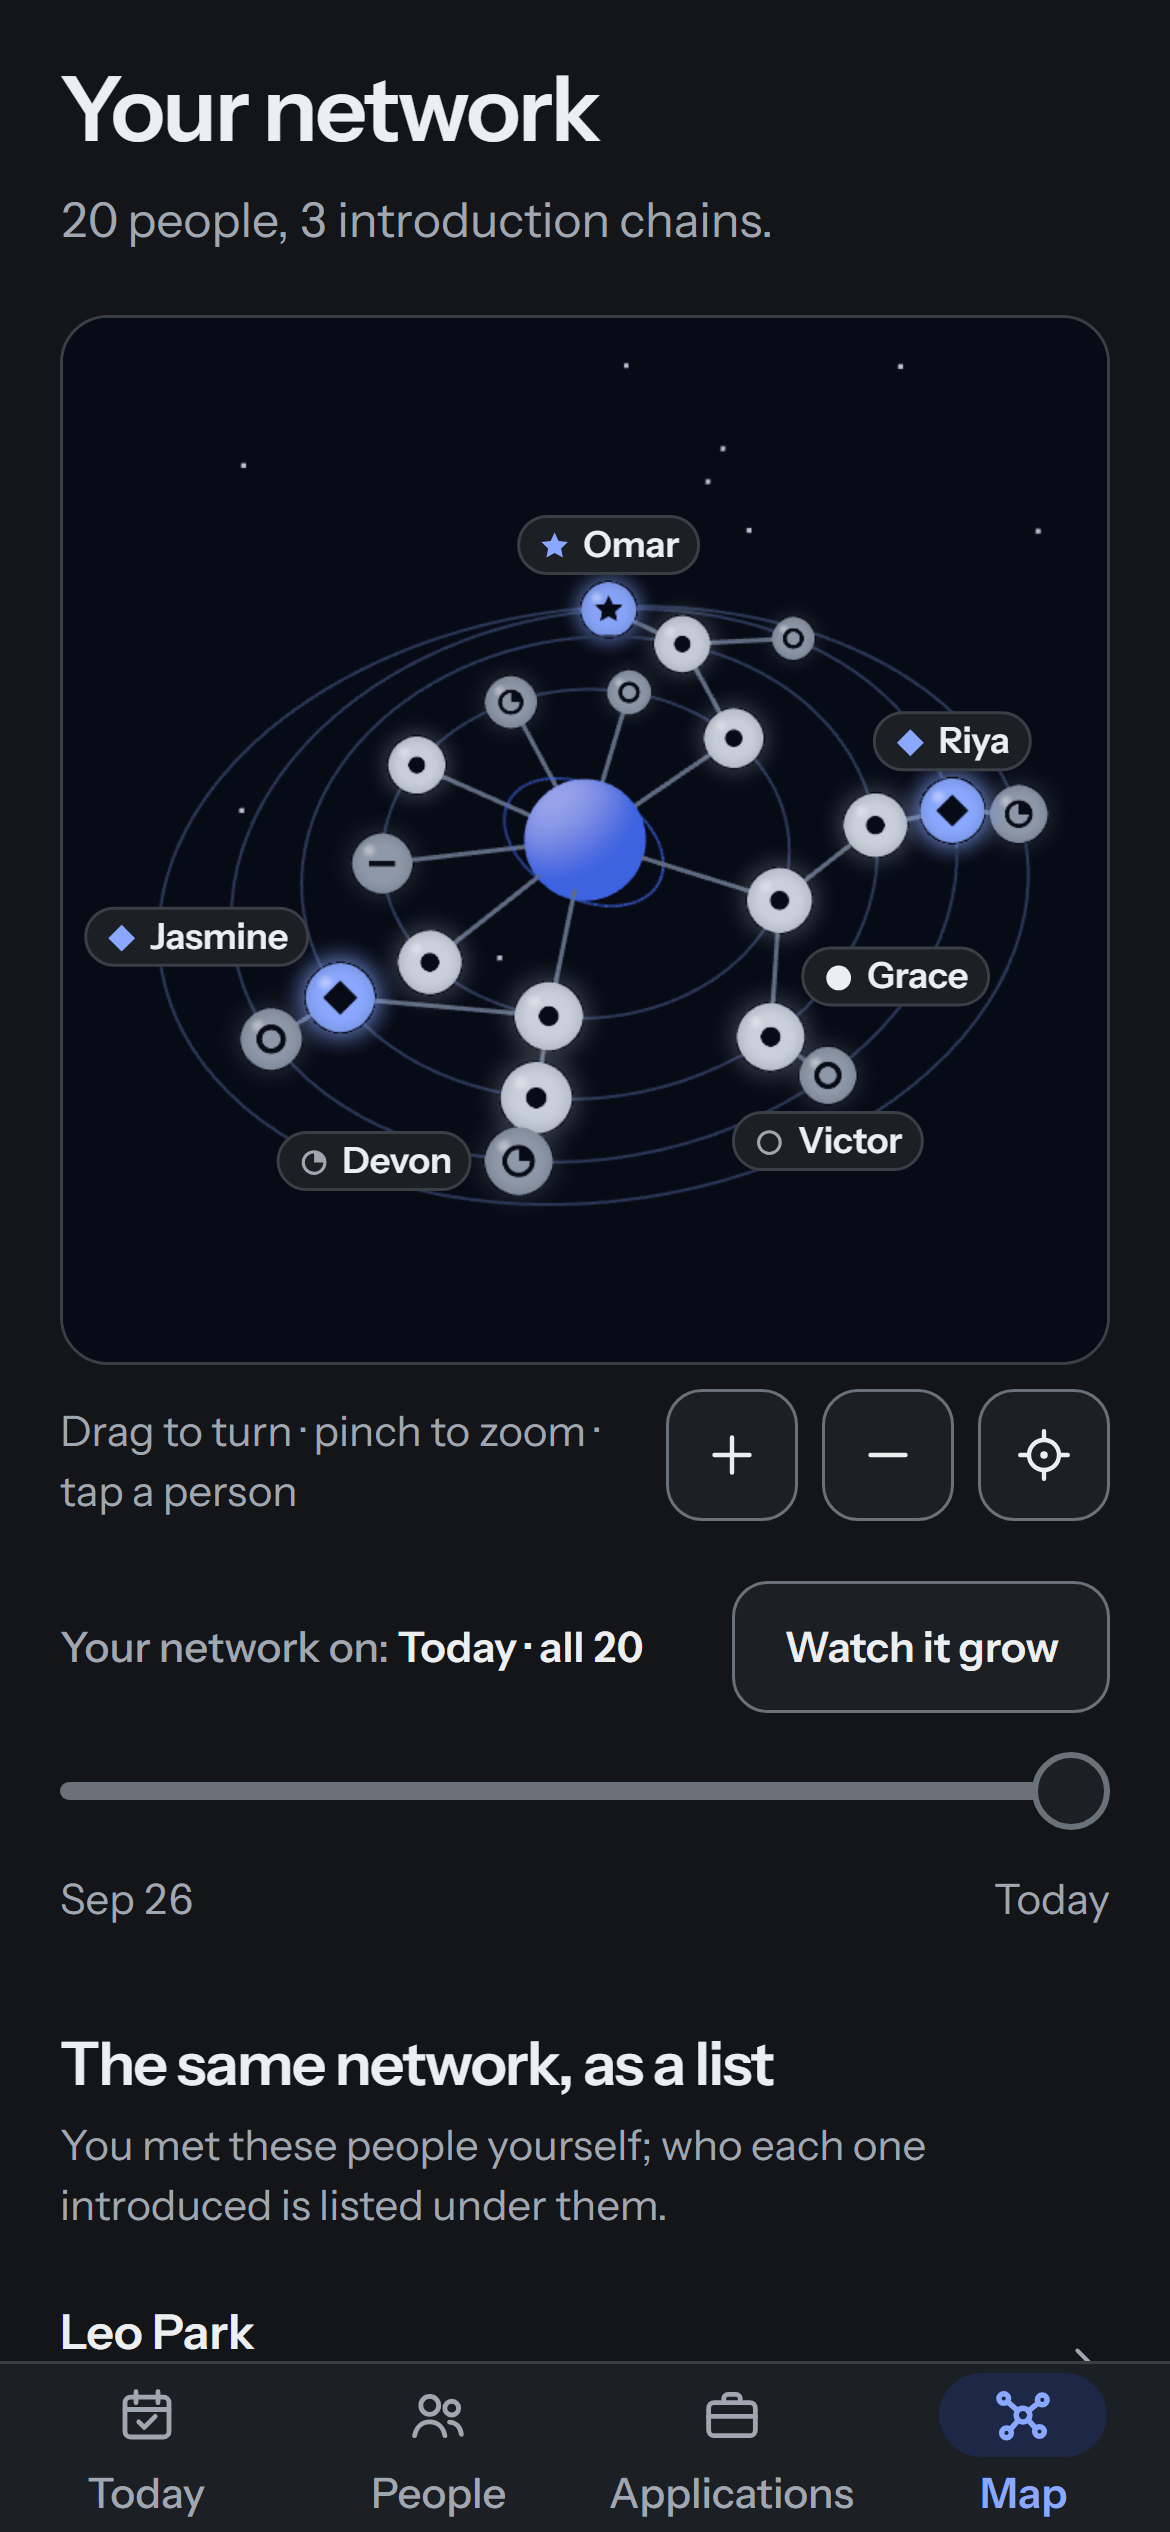 Your network
20 people, 3 introduction chains.
Omar
Riya
Jasmine
Grace
Victor
Devon
Drag to turn · pinch to zoom ·
tap a person
Your network on: Today · all 20
Watch it grow
Sep 26
Today
The same network, as a list
You met these people yourself; who each one
introduced is listed under them.
Leo Park
Today
People
Applications
Map